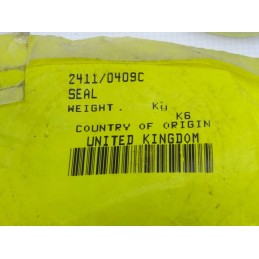 2411/0409C
SEAL
WEIGHT. KG
K6
COUNTRY OF ORIGIN
UNITED KINGDOM